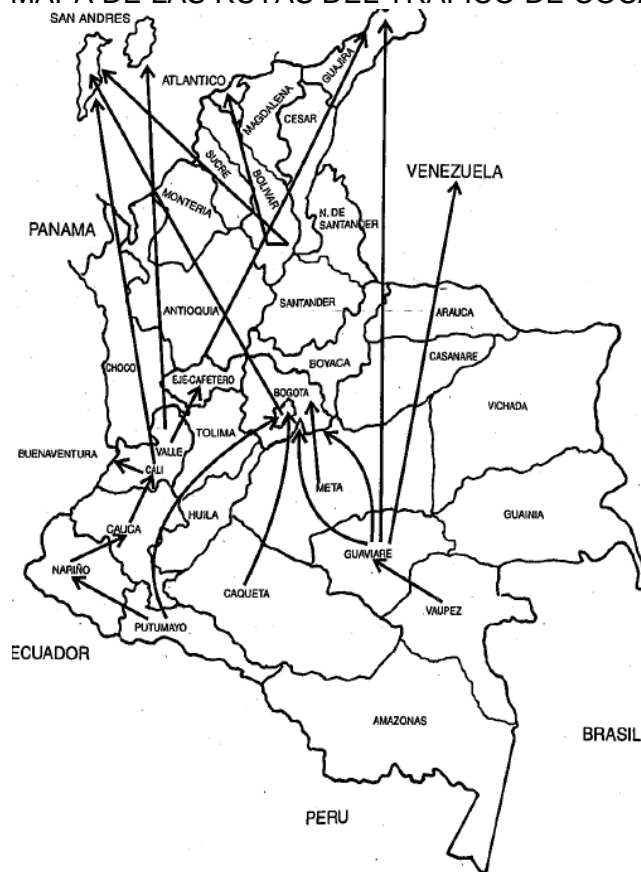 MAPA DE LAS RUTAS DEL TRAFICO DE
SAN ANDRES
ATLANTICO
MAGDALENA
GUAJIRA
CESAR
SUCRE
BOLIVAR
VENEZUELA
MONTERIA
N. DE
SANTANDER
PANAMA
ANTIOQUIA
SANTANDER
ARAUCA
CHOCO
BOYACA
CASANARE
EJE-CAFETERO
BOGOTA
VICHADA
TOLIMA
BUENAVENTURA
VALLE
CALI
META
GUAINIA
CAUCA
HUILA
GUAVIARE
NARIÑO
CAQUETA
VAUPEZ
PUTUMAYO
ECUADOR
AMAZONAS
BRASIL
PERU